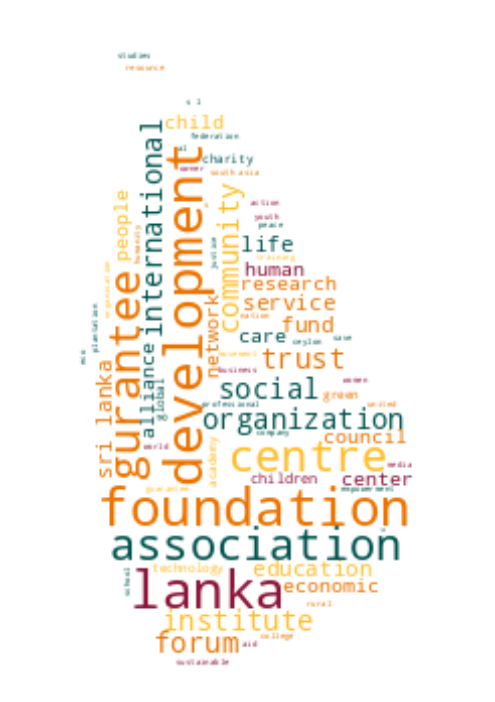 studies
resource
s l
child
federation
al
charity
owner
south asia
international
development
people
community
action
youth
peace
humanity
justice
life
training
human
organisation
research
gurantee
network
service
nation
plantation
fund
care
ceylon
save
alliance
movement
trust
mio
sri lanka
business
global
social
women
green
professional
united
organization
company
council
world
academy
centre
media
children
center
guarantee
empowerment
foundation
association
technology
education
school
lanka
economic
rural
institute
forum
college
aid
sustainable